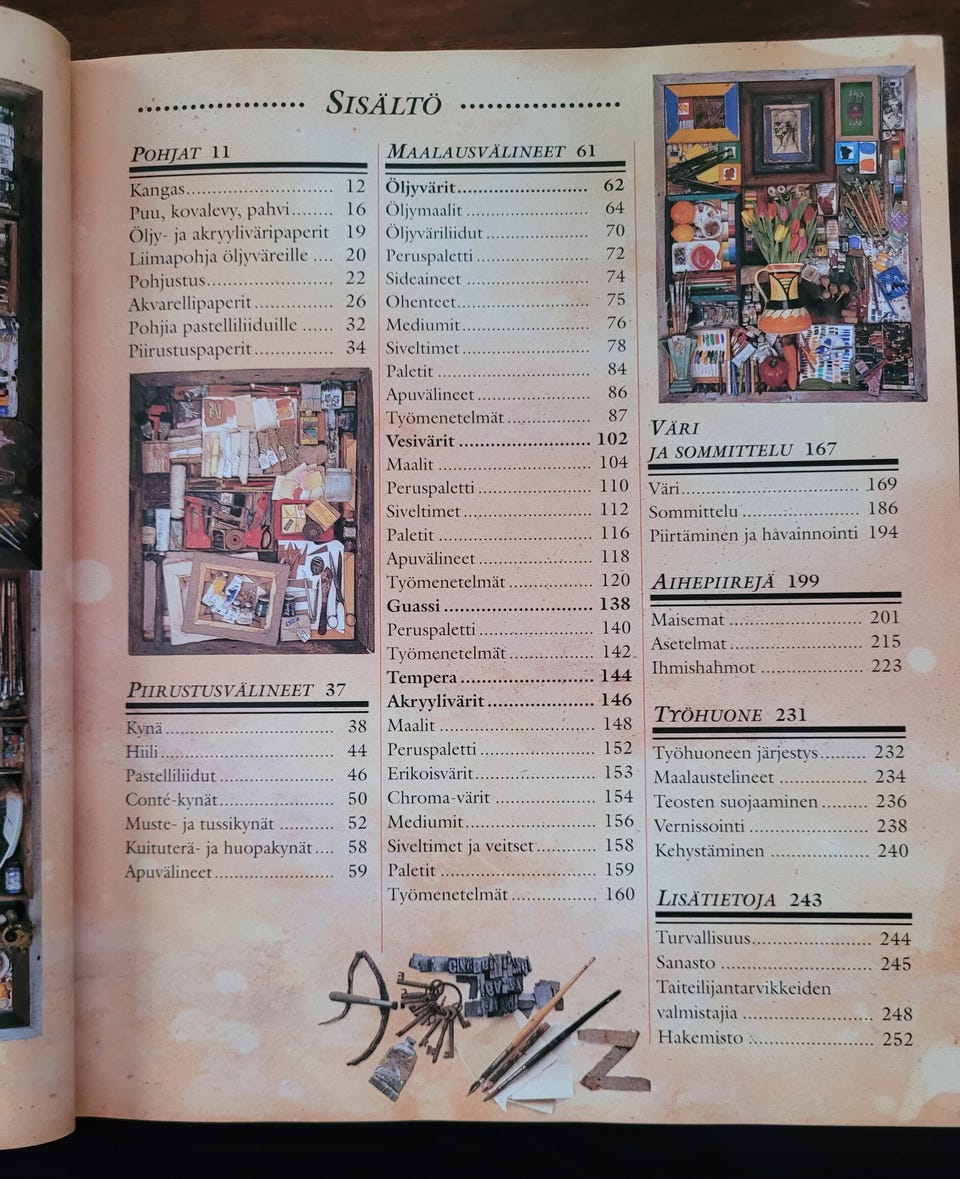 SISÄLTÖ
POHJAT 11
Kangas.............................. 12
Puu, kovalevy, pahvi........ 16
Öljy- ja akryyliväripaperit 19
Liimapohja öljyväreille .... 20
Pohjustus......................... 22
Akvarellipaperit................ 26
Pohjia pastelliliiduille ...... 32
Piirustuspaperit................ 34
PIIRUSTUSVÄLINEET 37
Kynä................................ 38
Hiili................................. 44
Pastelliliidut..................... 46
Conté-kynät..................... 50
Muste- ja tussikynät .......... 52
Kuituterä- ja huopakynät.... 58
Apuvälineet...................... 59
MAALAUSVÄLINEET 61
Öljyvärit........................ 62
Öljymaalit ...................... 64
Öljyväriliidut................... 70
Peruspaletti ..................... 72
Sideaineet ....................... 74
Ohenteet......................... 75
Mediumit........................ 76
Siveltimet........................ 78
Paletit ............................. 84
Apuvälineet ..................... 86
Työmenetelmät ................ 87
Vesivärit ........................ 102
Maalit ............................. 104
Peruspaletti ..................... 110
Siveltimet........................ 112
Paletit ............................. 116
Apuvälineet ..................... 118
Työmenetelmät ................ 120
Guassi ........................... 138
Peruspaletti ..................... 140
Työmenetelmät ................ 142
Tempera ........................ 144
Akryylivärit ................... 146
Maalit ............................. 148
Peruspaletti ..................... 152
Erikoisvärit...................... 153
Chroma-värit .................. 154
Mediumit........................ 156
Siveltimet ja veitset........... 158
Paletit ............................. 159
Työmenetelmät ................ 160
VÄRI
JA SOMMITTELU 167
Väri................................. 169
Sommittelu ..................... 186
Piirtäminen ja havainnointi 194
AIHEPIIREJÄ 199
Maisemat ........................ 201
Asetelmat ........................ 215
Ihmishahmot ................... 223
TYÖHUONE 231
Työhuoneen järjestys......... 232
Maalaustelineet ................ 234
Teosten suojaaminen ......... 236
Vernissointi ..................... 238
Kehystäminen .................. 240
LISÄTIETOJA 243
Turvallisuus..................... 244
Sanasto ........................... 245
Taiteilijantarvikkeiden
valmistajia ...................... 248
Hakemisto ...................... 252
Z